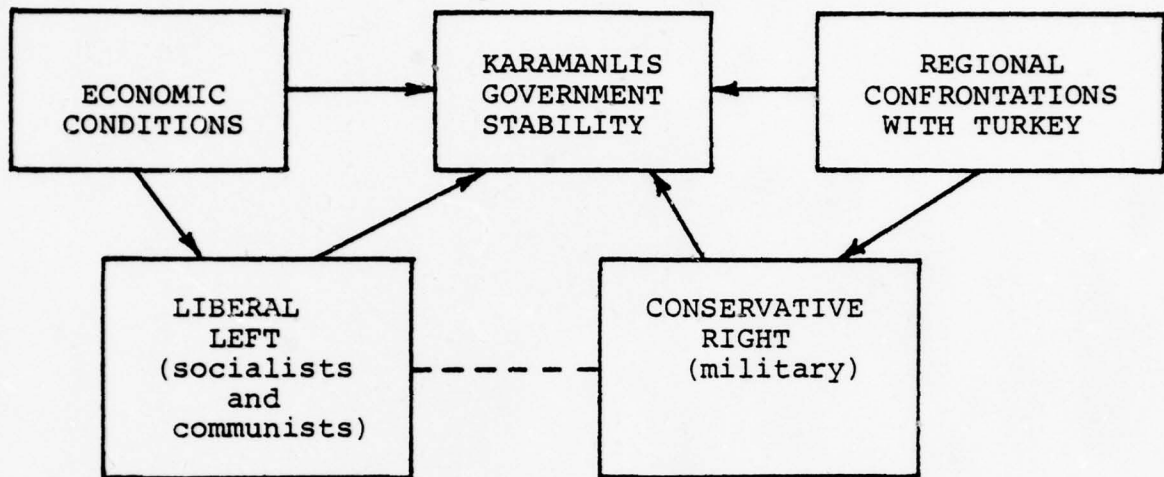 ECONOMIC
CONDITIONS
KARAMANLIS
GOVERNMENT
STABILITY
REGIONAL
CONFRONTATIONS
WITH TURKEY
LIBERAL
LEFT
(socialists
and
communists)
CONSERVATIVE
RIGHT
(military)